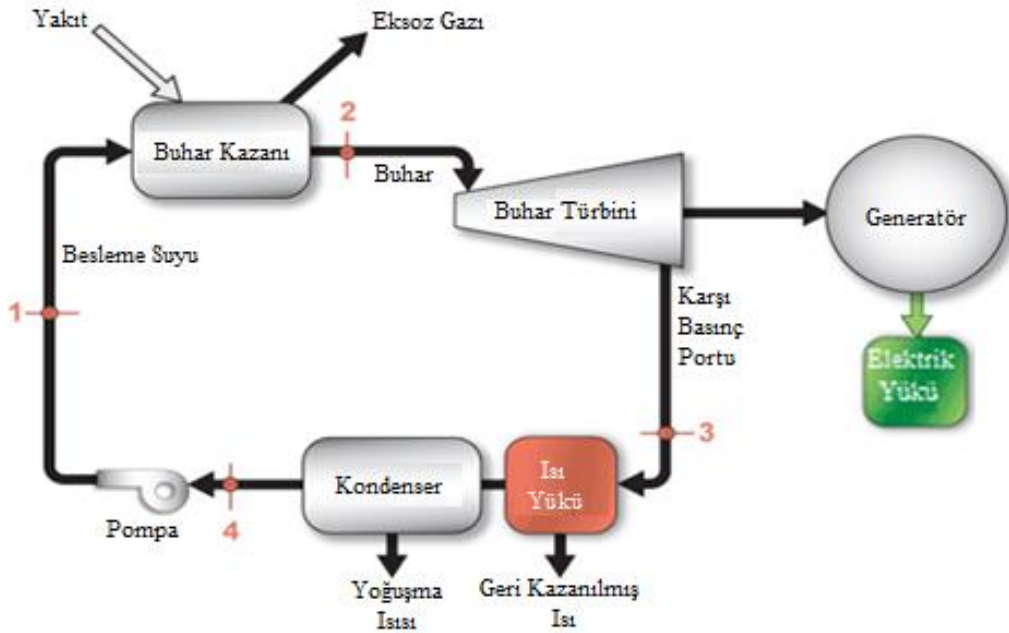 Yakıt
Eksoz Gazı
2
Buhar Kazanı
Buhar
Buhar Türbini
Generatör
Besleme Suyu
1
Karşı
Basınç
Portu
Elektrik
Yükü
3
Kondenser
Isı
Yükü
Pompa
4
Yoğuşma
Isısı
Geri Kazanılmış
Isı